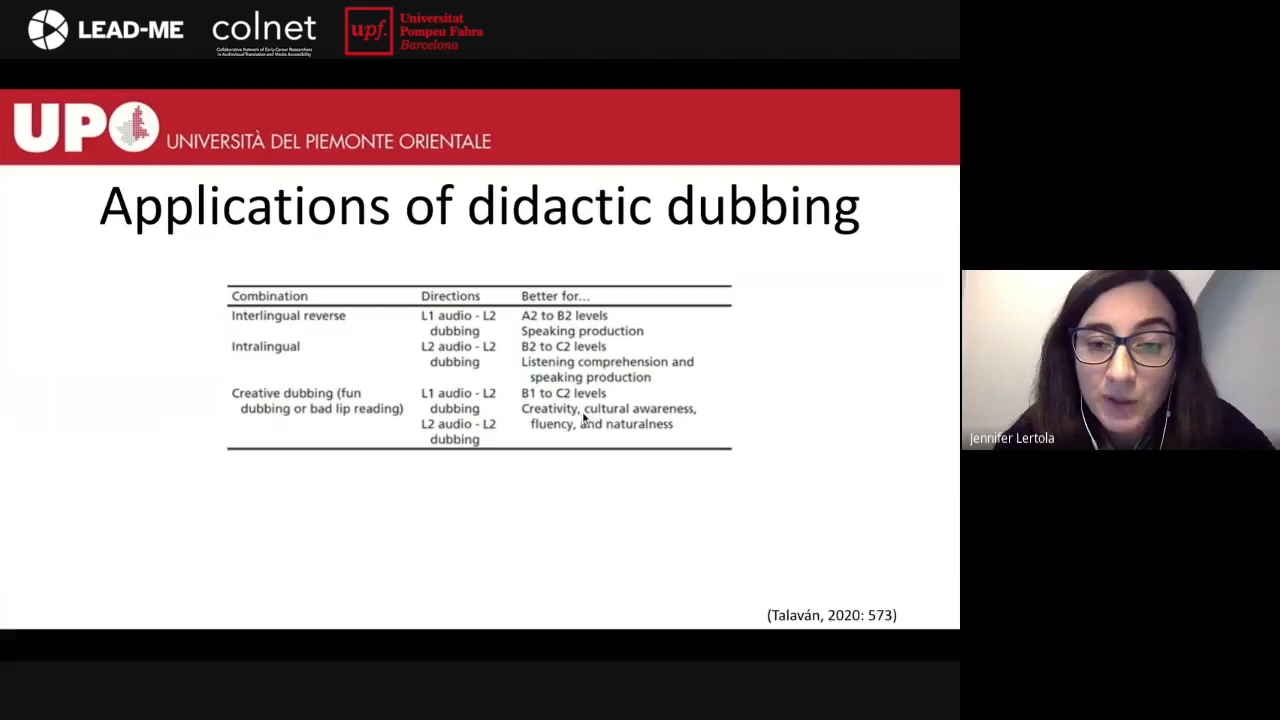 LEAD-ME
colnet
Collaborative Network of Early-Career Researchers
in Audiovisual Translation and Media Accessibility
upf.
Universitat
Pompeu Fabra
Barcelona
UPO
UNIVERSITÀ DEL PIEMONTE ORIENTALE
Applications of didactic dubbing
Combination Directions Better for...
Interlingual reverse L1 audio - L2 A2 to B2 levels
dubbing Speaking production
Intralingual L2 audio - L2 B2 to C2 levels
dubbing Listening comprehension and
speaking production
Creative dubbing (fun L1 audio - L2 B1 to C2 levels
dubbing or bad lip reading) dubbing Creativity, cultural awareness,
L2 audio - L2 fluency, and naturalness
dubbing
(Talaván, 2020: 573)
Jennifer Lertola